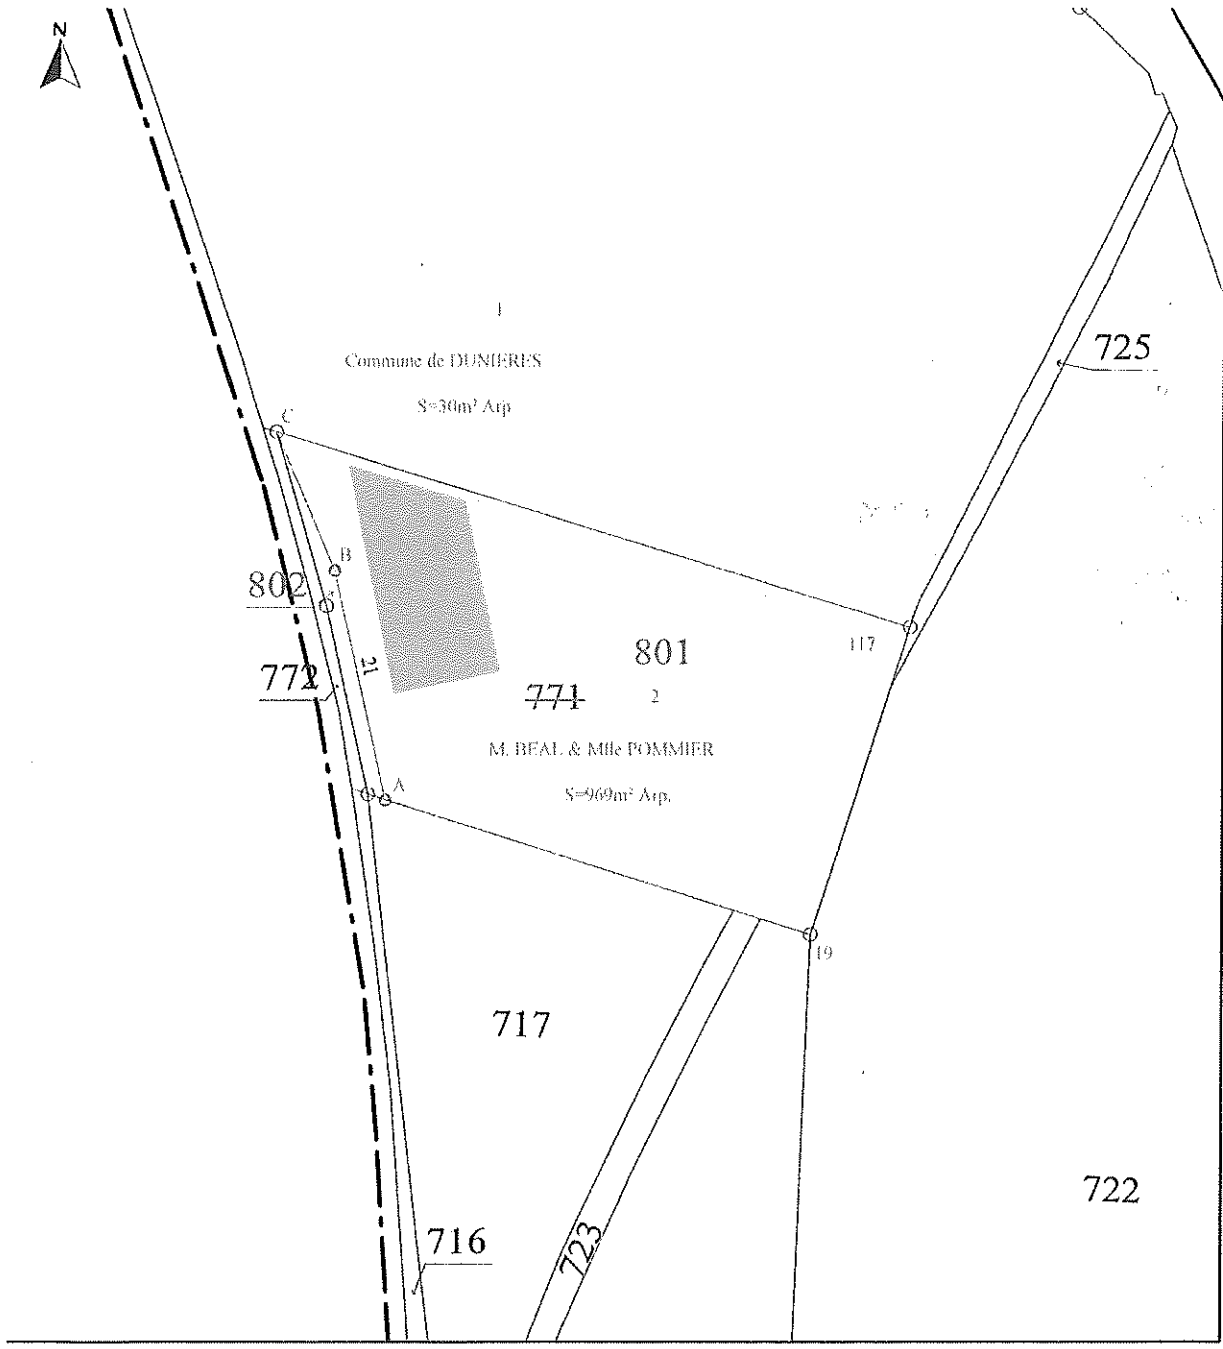 N
1
Commune de DUNIERES
S=30m² Arp
725
C
B
802
117
801
21
772
771
2
M. BEAL & Mlle POMMIER
S=969m² Arp.
A
19
717
722
716
723